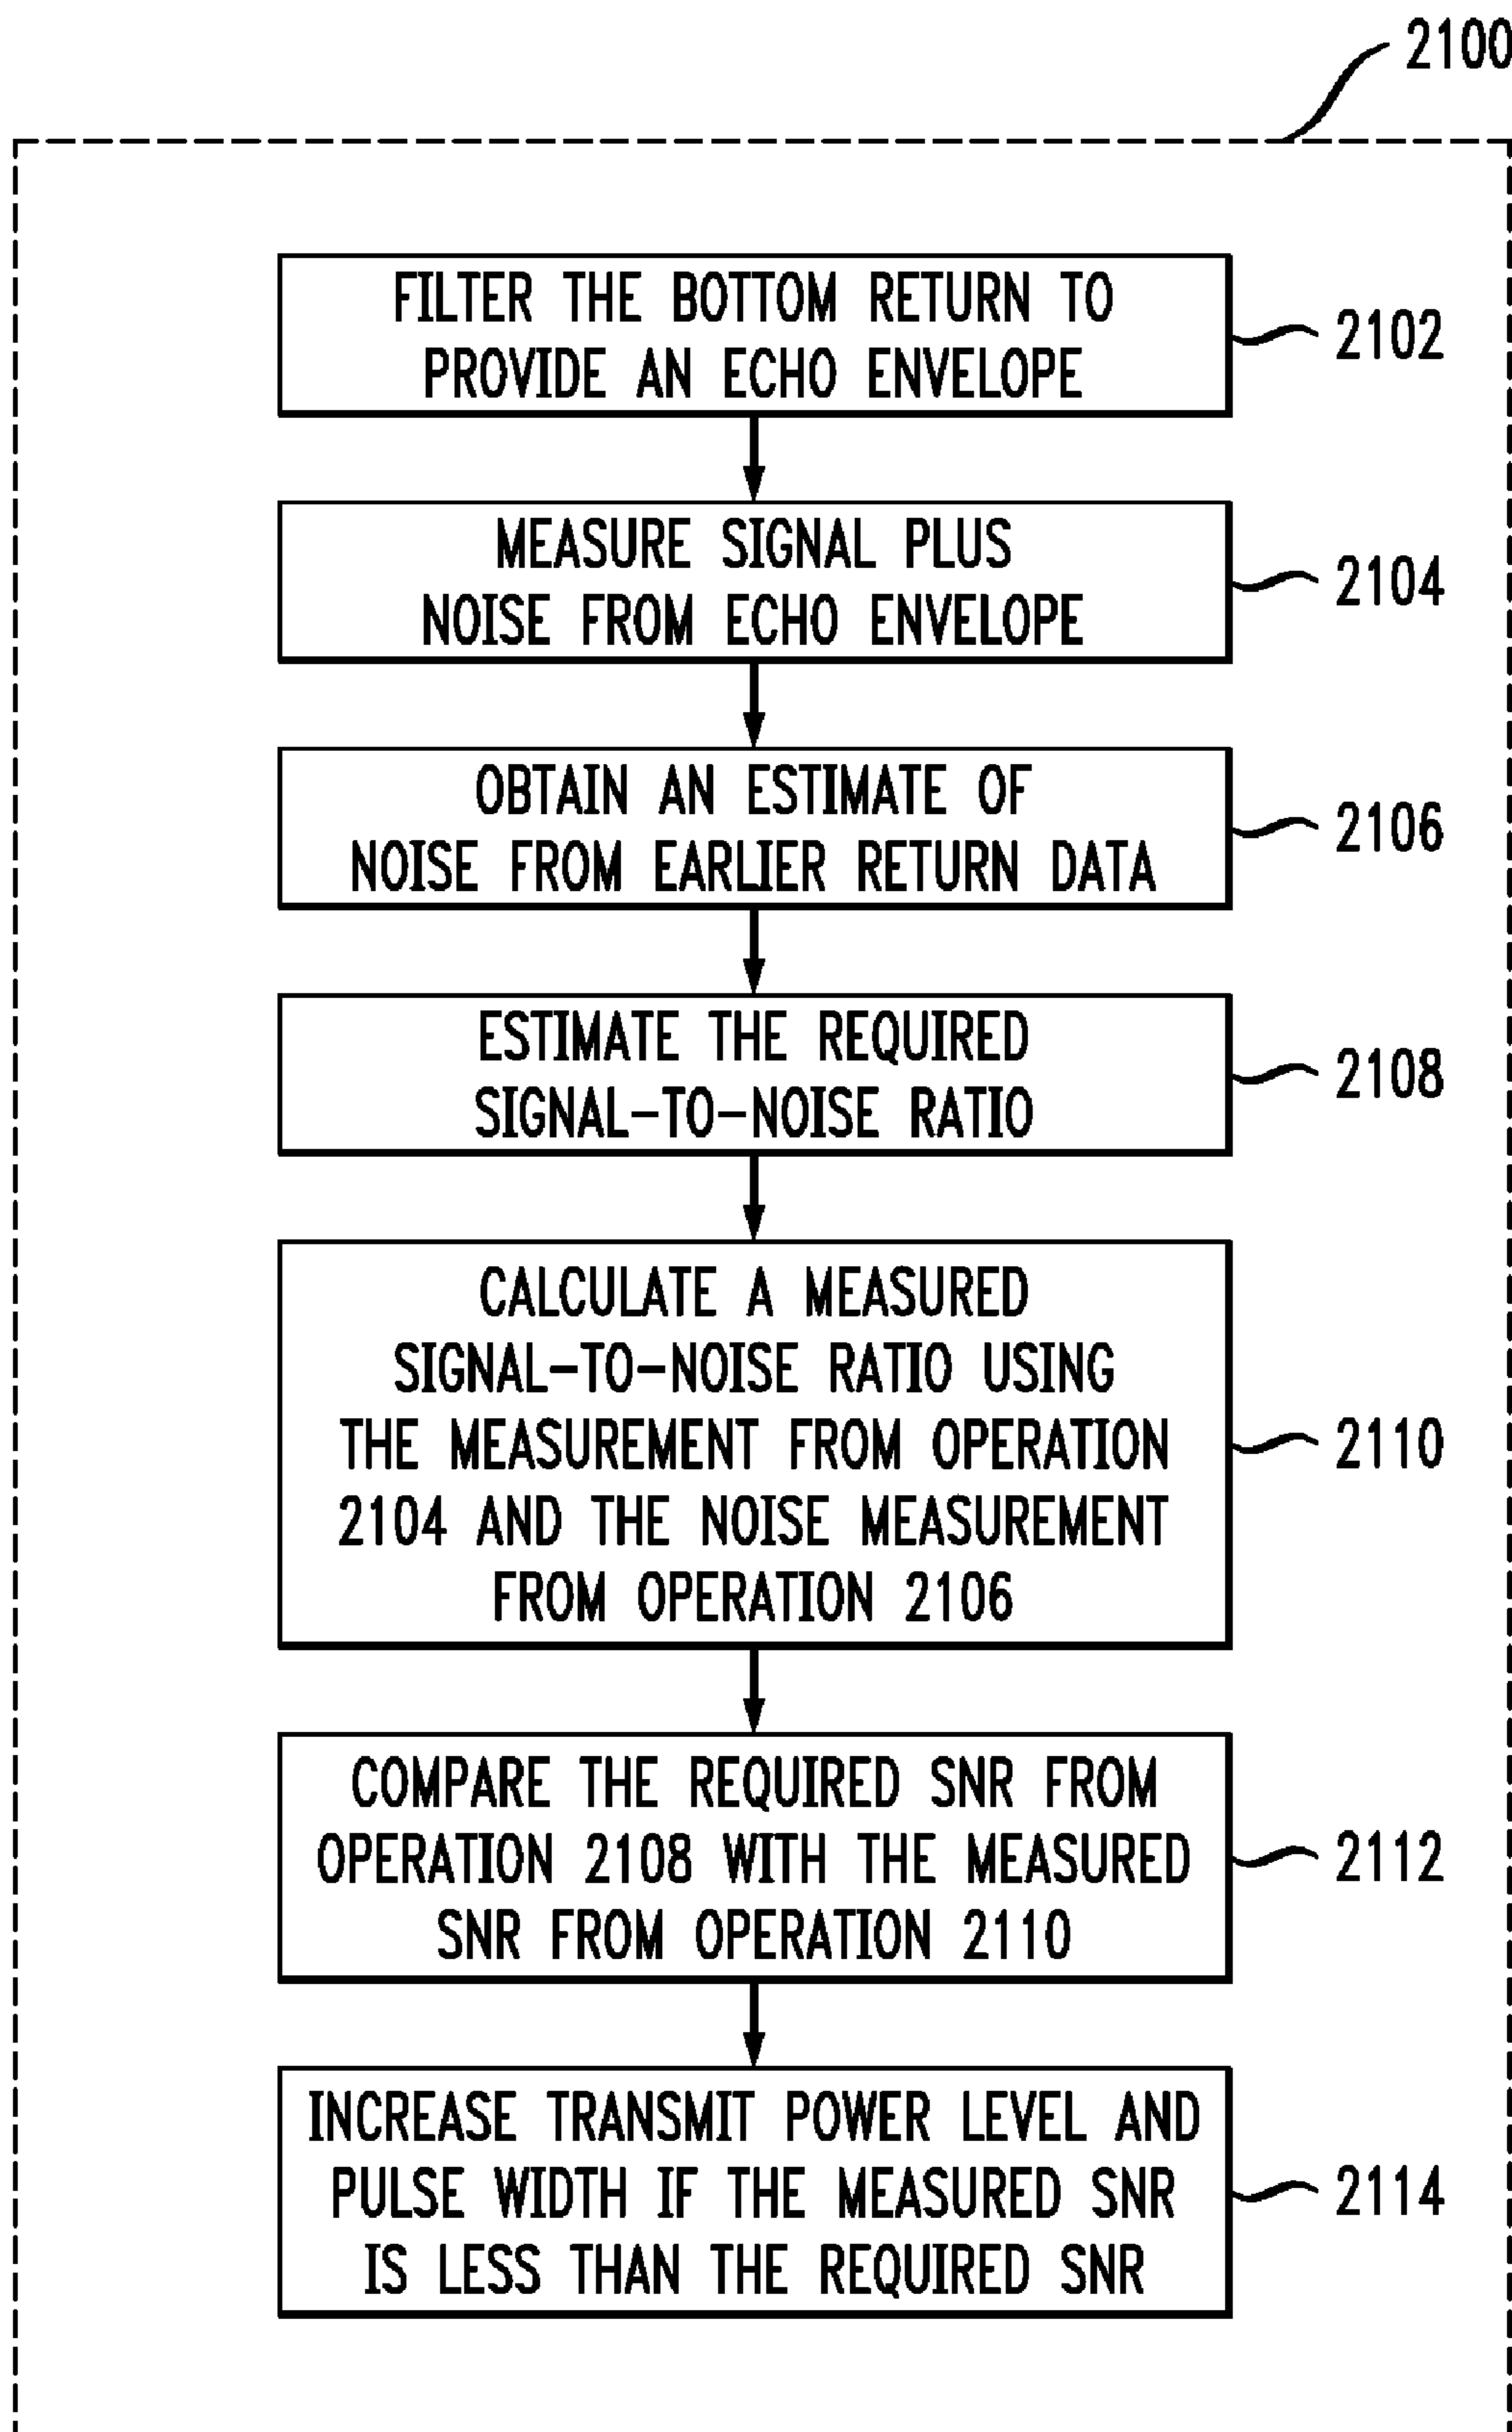 2100
FILTER THE BOTTOM RETURN TO
PROVIDE AN ECHO ENVELOPE
2102
MEASURE SIGNAL PLUS
NOISE FROM ECHO ENVELOPE
2104
OBTAIN AN ESTIMATE OF
NOISE FROM EARLIER RETURN DATA
2106
ESTIMATE THE REQUIRED
SIGNAL-TO-NOISE RATIO
2108
CALCULATE A MEASURED
SIGNAL-TO-NOISE RATIO USING
THE MEASUREMENT FROM OPERATION
2104 AND THE NOISE MEASUREMENT
FROM OPERATION 2106
2110
COMPARE THE REQUIRED SNR FROM
OPERATION 2108 WITH THE MEASURED
SNR FROM OPERATION 2110
2112
INCREASE TRANSMIT POWER LEVEL AND
PULSE WIDTH IF THE MEASURED SNR
IS LESS THAN THE REQUIRED SNR
2114